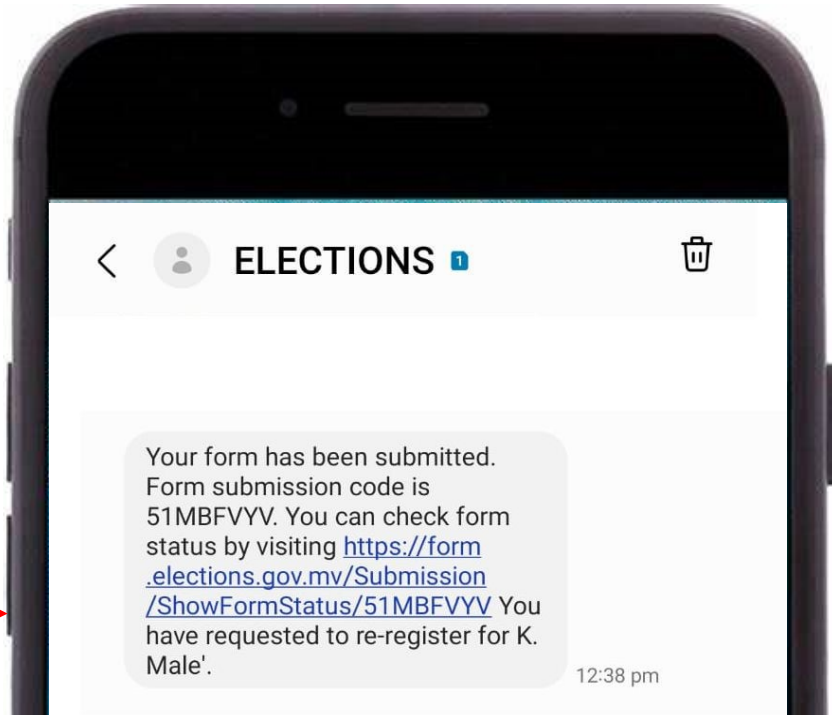 ELECTIONS 1
Your form has been submitted.
Form submission code is
51MBFVYV. You can check form
status by visiting https://form
.elections.gov.mv/Submission
/ShowFormStatus/51MBFVYV You
have requested to re-register for K.
Male'.
12:38 pm